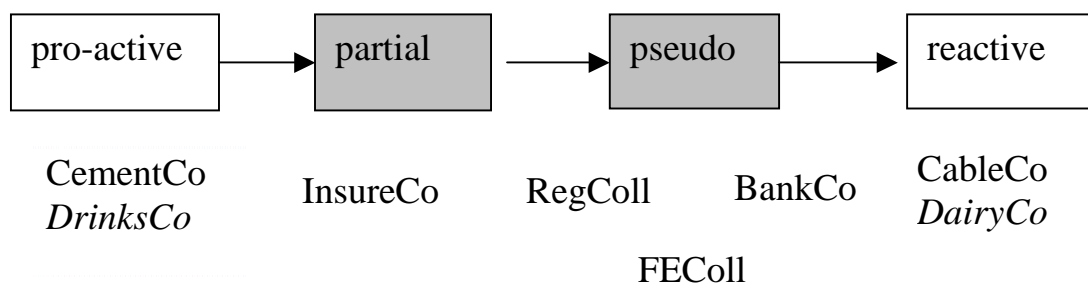 pro-active partial pseudo reactive
CementCo InsureCo RegColl BankCo CableCo
DrinksCo DairyCo
FEColl